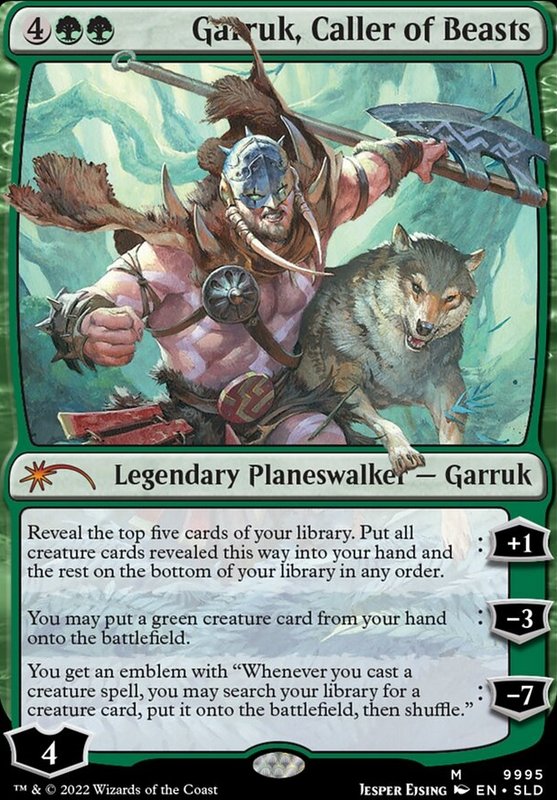 4 Garruk, Caller of Beasts
Legendary Planeswalker — Garruk
Reveal the top five cards of your library. Put all
creature cards revealed this way into your hand and
the rest on the bottom of your library in any order.
: +1
You may put a green creature card from your hand
onto the battlefield.
: −3
You get an emblem with “Whenever you cast a
creature spell, you may search your library for a
creature card, put it onto the battlefield, then shuffle.”
: −7
4
M 9995
™ & © 2022 Wizards of the Coast
Jesper Ejsing EN • SLD